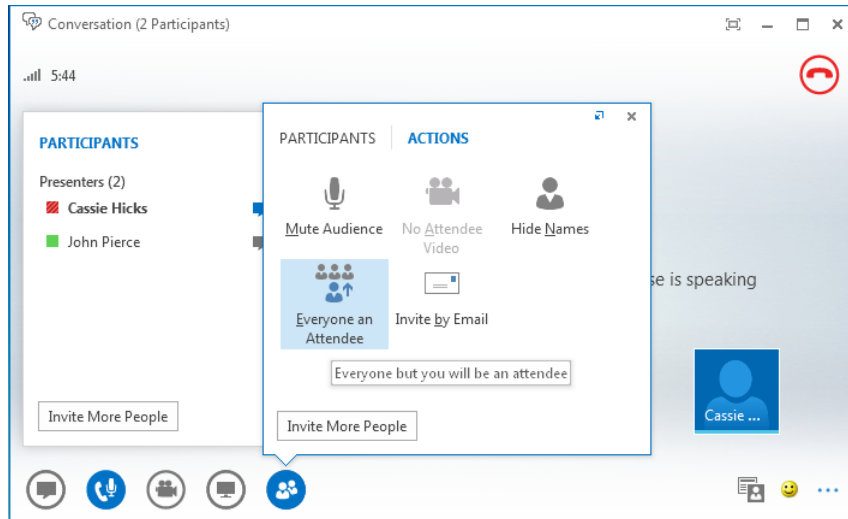 Conversation (2 Participants)
5:44
PARTICIPANTS
Presenters (2)
Cassie Hicks
John Pierce
Invite More People
PARTICIPANTS
ACTIONS
Mute Audience
No Attendee
Video
Hide Names
Everyone an
Attendee
Invite by Email
Everyone but you will be an attendee
Invite More People
is speaking
Cassie ...